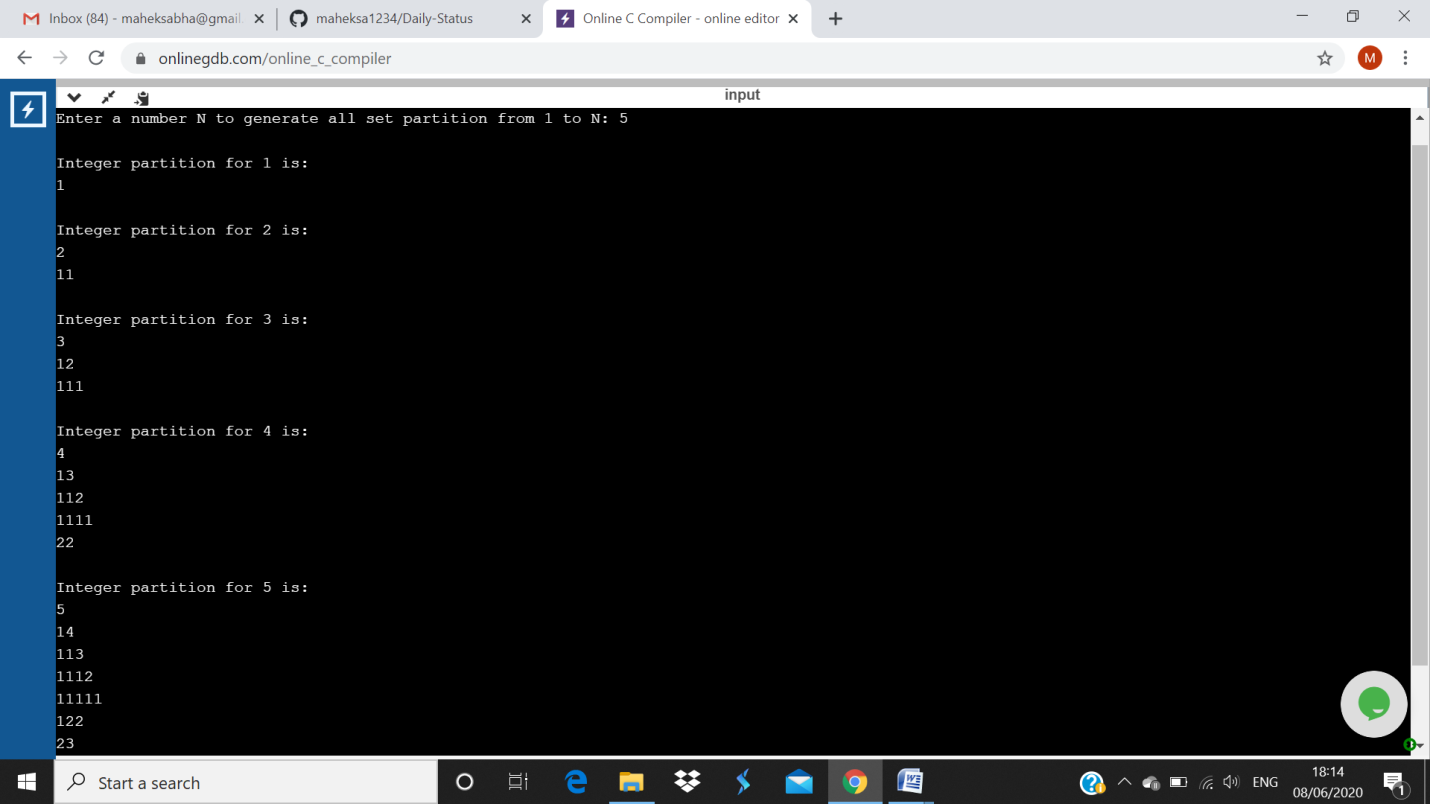 Inbox (84) - maheksabha@gmail.
maheksa1234/Daily-Status
Online C Compiler - online editor
onlinegdb.com/online_c_compiler
M
input
Enter a number N to generate all set partition from 1 to N: 5
Integer partition for 1 is:
1
Integer partition for 2 is:
2
11
Integer partition for 3 is:
3
12
111
Integer partition for 4 is:
4
13
112
1111
22
Integer partition for 5 is:
5
14
113
1112
11111
122
23
Start a search
ENG
18:14
08/06/2020
1